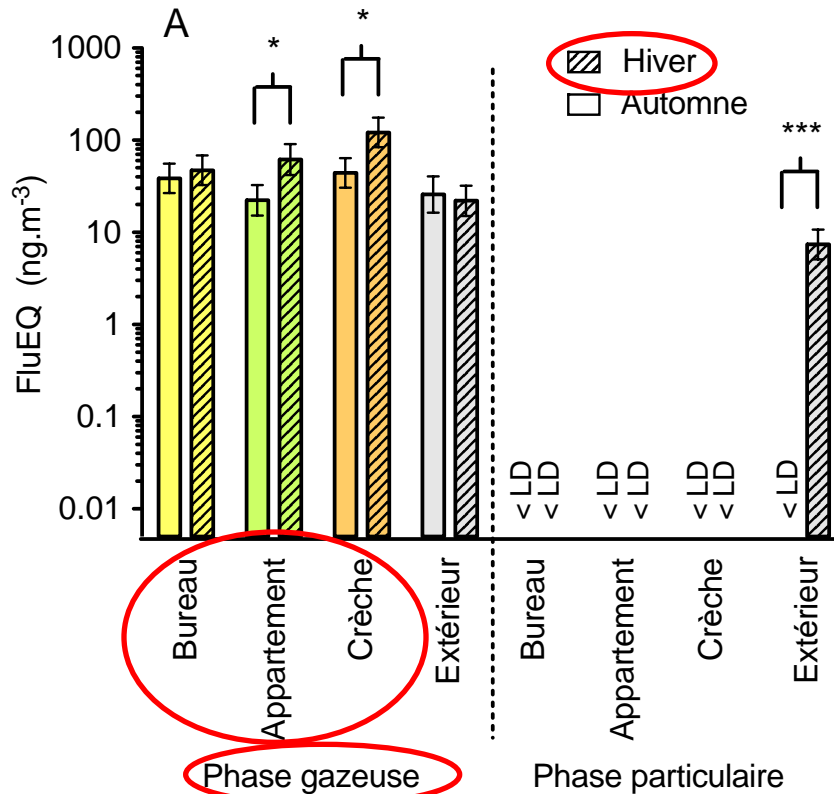 A
*
*
***
Hiver
Automne
1000
100
10
1
0.1
0.01
FluEQ (ng.m-3)
< LD
< LD
< LD
< LD
< LD
< LD
< LD
Bureau
Appartement
Crèche
Extérieur
Bureau
Appartement
Crèche
Extérieur
Phase gazeuse
Phase particulaire